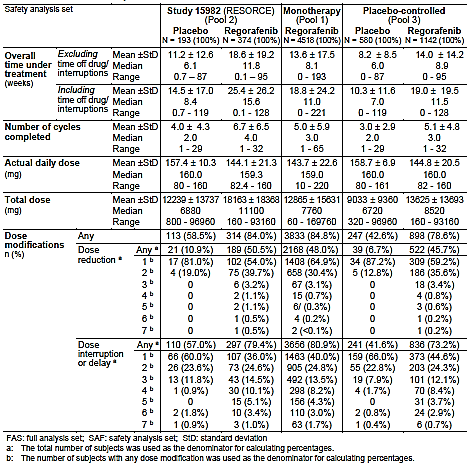 Safety analysis set Study 15982 (RESORCE) (Pool 2) Monotherapy (Pool 1) Placebo-controlled (Pool 3)
Placebo N = 193 (100%) Regorafenib N = 374 (100%) Regorafenib N = 4518 (100%) Placebo N = 580 (100%) Regorafenib N = 1142 (100%)
Overall time under treatment (weeks) Excluding time off drug/ interruptions Mean ±StD 11.2 ± 12.6 18.6 ± 19.2 13.6 ± 17.5 8.2 ± 8.5 14.0 ± 14.2
Median 6.1 11.8 8.1 6.0 8.9
Range 0.7 – 87 0.1 – 95 0 - 193 0 - 87 0 - 95
Including time off drug/ interruptions Mean ±StD 14.5 ± 17.0 25.4 ± 26.2 18.8 ± 24.2 10.3 ± 11.6 19.0 ± 19.5
Median 8.4 15.6 11.0 7.0 11.5
Range 0.7 - 119 0.1 - 128 0 - 221 0 - 119 0 - 128
Number of cycles completed Mean ±StD 4.0 ± 4.3 6.7 ± 6.5 5.0 ± 5.9 3.0 ± 2.9 5.1 ± 4.8
Median 2.0 4.0 3.0 2.0 3.0
Range 1 - 29 1 - 32 1 - 65 1 - 29 1 - 32
Actual daily dose (mg) Mean ±StD 157.4 ± 10.3 144.1 ± 21.3 143.7 ± 22.6 158.7 ± 6.9 144.8 ± 20.5
Median 160.0 159.3 160.0 160.0 160.0
Range 80 - 160 82.4 - 160 10 - 220 80 - 161 80 - 161
Total dose (mg) Mean ±StD 12239 ± 13737 18163 ± 18368 12865 ± 15631 9033 ± 9360 13625 ± 13693
Median 6880 11100 7760 6720 8520
Range 800 - 96960 160 - 93160 60 - 169760 320 - 96960 160 - 93160
Dose modifications n (%) Any 113 (58.5%) 314 (84.0%) 3833 (84.8%) 247 (42.6%) 898 (78.6%)
Dose reduction a Any a 21 (10.9%) 189 (50.5%) 2168 (48.0%) 39 (6.7%) 522 (45.7%)
1 b 17 (81.0%) 102 (54.0%) 1408 (64.9%) 34 (87.2%) 309 (59.2%)
2 b 4 (19.0%) 75 (39.7%) 658 (30.4%) 5 (12.8%) 186 (35.6%)
3 b 0 6 (3.2%) 67 (3.1%) 0 18 (3.4%)
4 b 0 2 (1.1%) 15 (0.7%) 0 4 (0.8%)
5 b 0 2 (1.1%) 6/ (0.3%) 0 3 (0.6%)
6 b 0 1 (0.5%) 4 (0.2%) 0 1 (0.2%)
7 b 0 1 (0.5%) 2 (<0.1%) 0 1 (0.2%)
Dose interruption or delay a Any a 110 (57.0%) 297 (79.4%) 3656 (80.9%) 241 (41.6%) 836 (73.2%)
1 b 66 (60.0%) 107 (36.0%) 1463 (40.0%) 159 (66.0%) 373 (44.6%)
2 b 26 (23.6%) 73 (24.6%) 905 (24.8%) 55 (22.8%) 203 (24.3%)
3 b 13 (11.8%) 43 (14.5%) 492 (13.5%) 19 (7.9%) 101 (12.1%)
4 b 1 (0.9%) 30 (10.1%) 298 (8.2%) 4 (1.7%) 70 (8.4%)
5 b 0 15 (5.1%) 156 (4.3%) 0 31 (3.7%)
6 b 2 (1.8%) 10 (3.4%) 110 (3.0%) 2 (0.8%) 24 (2.9%)
7 b 1 (0.9%) 3 (1.0%) 63 (1.7%) 1 (0.4%) 6 (0.7%)
FAS: full analysis set; SAF: safety analysis set; StD: standard deviation
a: The total number of subjects was used as the denominator for calculating percentages.
b: The number of subjects with any dose modification was used as the denominator for calculating percentages.